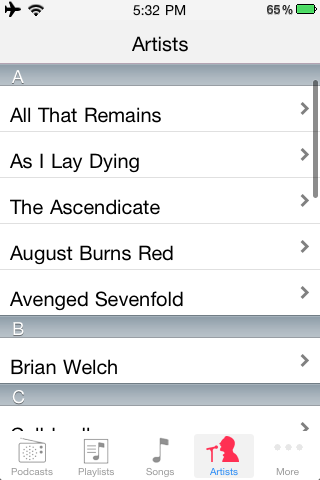 5:32 PM
65%
Artists
A
All That Remains
As I Lay Dying
The Ascendicate
August Burns Red
Avenged Sevenfold
B
Brian Welch
C
Podcasts
Playlists
Songs
Artists
More